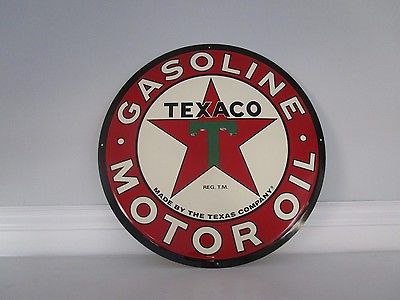 GASOLINE
TEXACO
T
REG. T.M.
MADE BY THE TEXAS COMPANY
• MOTOR OIL •